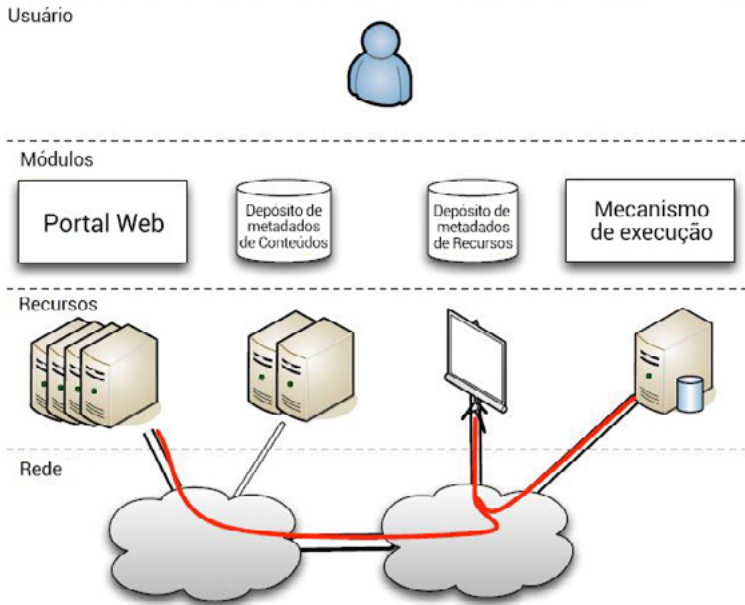 Usuário
Módulos
Portal Web
Depósito de
metadados
de Conteúdos
Depósito de
metadados
de Recursos
Mecanismo
de execução
Recursos
Rede